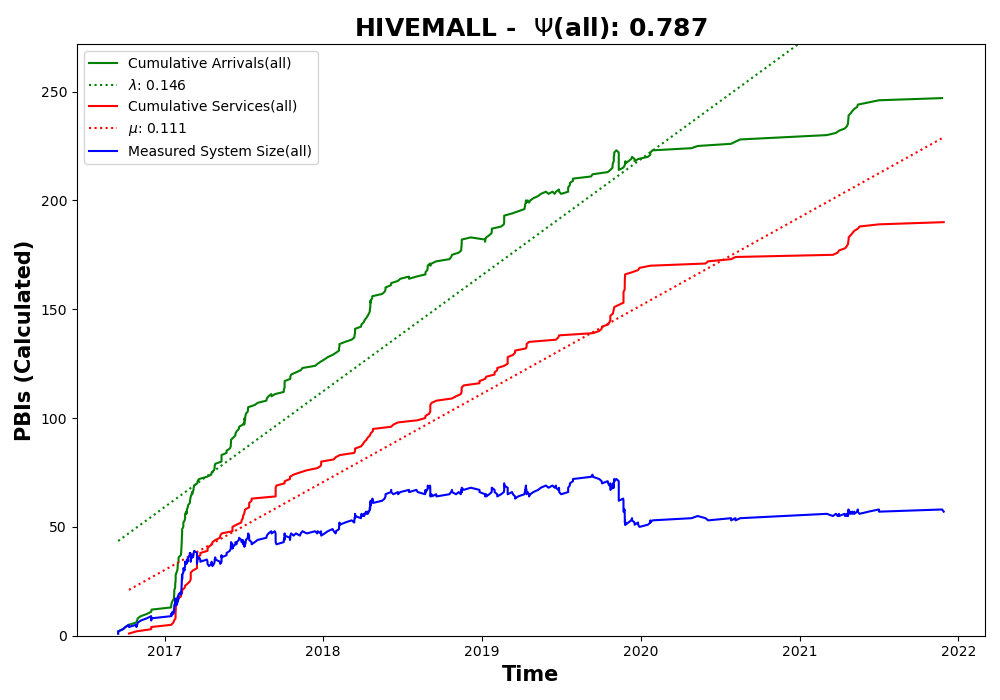 HIVEMALL -  Ψ(all): 0.787
Cumulative Arrivals(all)
λ: 0.146
Cumulative Services(all)
μ: 0.111
Measured System Size(all)
PBIs (Calculated)
250
200
150
100
50
0
2017 2018 2019 2020 2021 2022
Time